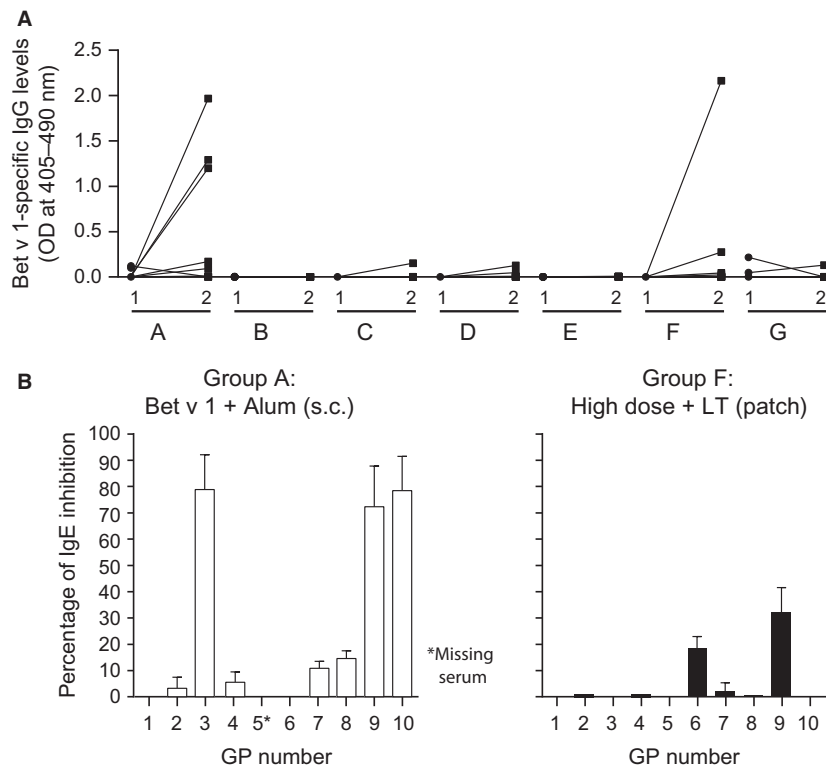 A
Bet v 1-specific IgG levels
(OD at 405–490 nm)
2.5
2.0
1.5
1.0
0.5
0.0
1 2 1 2 1 2 1 2 1 2 1 2 1 2
A B C D E F G
B
Group A:
Bet v 1 + Alum (s.c.)
Group F:
High dose + LT (patch)
Percentage of IgE inhibition
100
90
80
70
60
50
40
30
20
10
0
*Missing
serum
1 2 3 4 5* 6 7 8 9 10
1 2 3 4 5 6 7 8 9 10
GP number
GP number